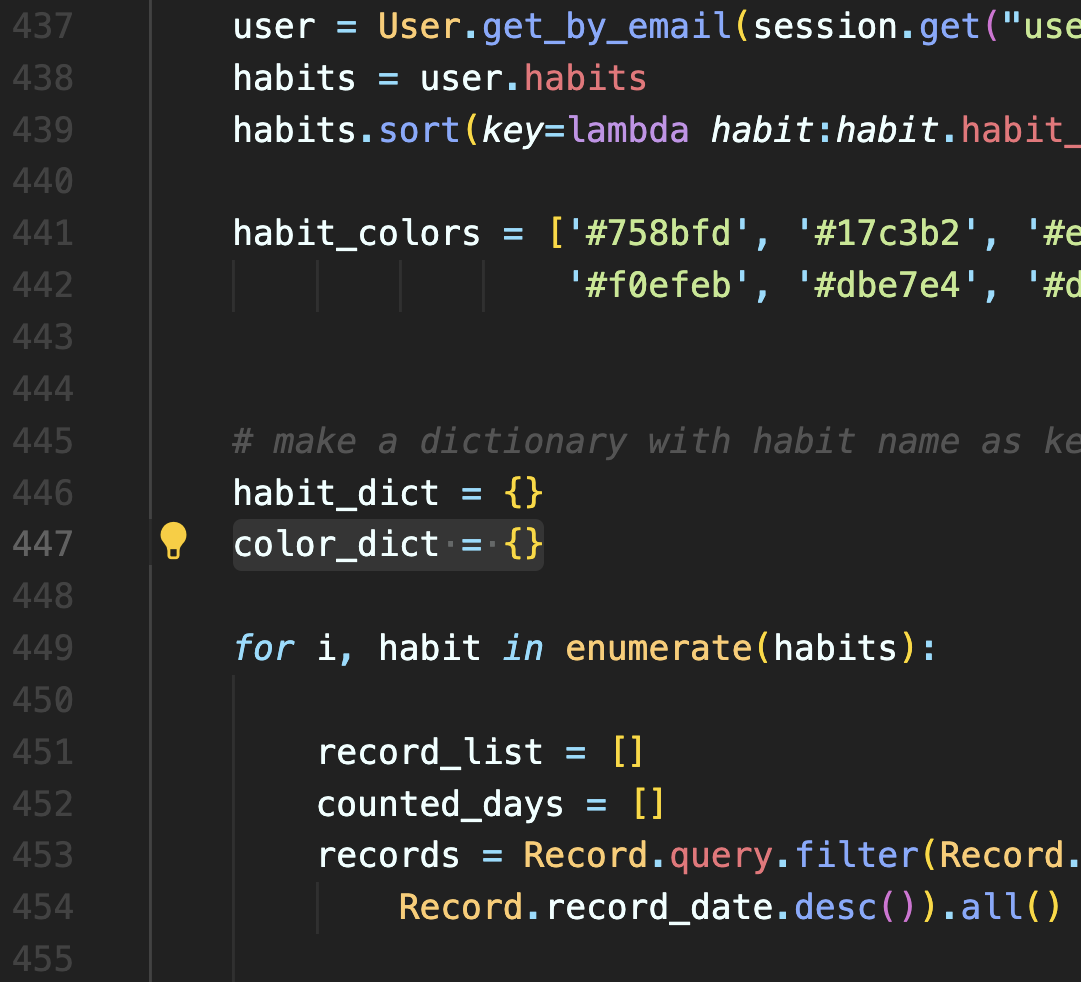 437 user = User.get_by_email(session.get("use
438 habits = user.habits
439 habits.sort(key=lambda habit:habit.habit_
440
441 habit_colors = ['#758bfd', '#17c3b2', '#e
442 '#f0efeb', '#dbe7e4', '#d
443
444
445 # make a dictionary with habit name as ke
446 habit_dict = {}
447 color_dict = {}
448
449 for i, habit in enumerate(habits):
450
451 record_list = []
452 counted_days = []
453 records = Record.query.filter(Record.
454 Record.record_date.desc()).all()
455